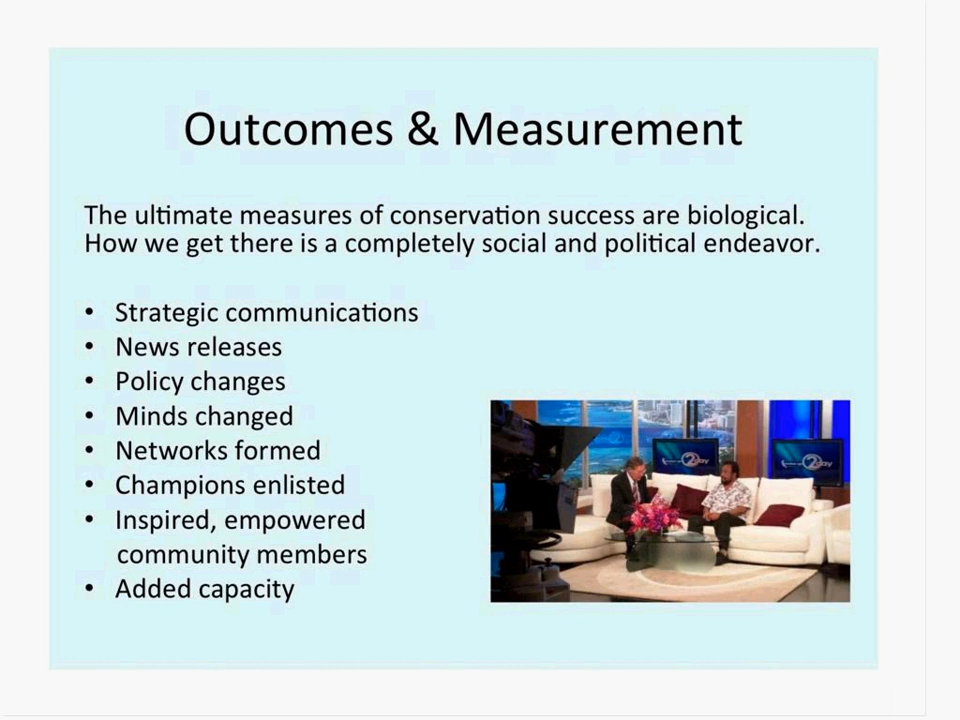 Outcomes & Measurement
The ultimate measures of conservation success are biological.
How we get there is a completely social and political endeavor.
• Strategic communications
• News releases
• Policy changes
• Minds changed
• Networks formed
• Champions enlisted
• Inspired, empowered
community members
• Added capacity
2day
2day